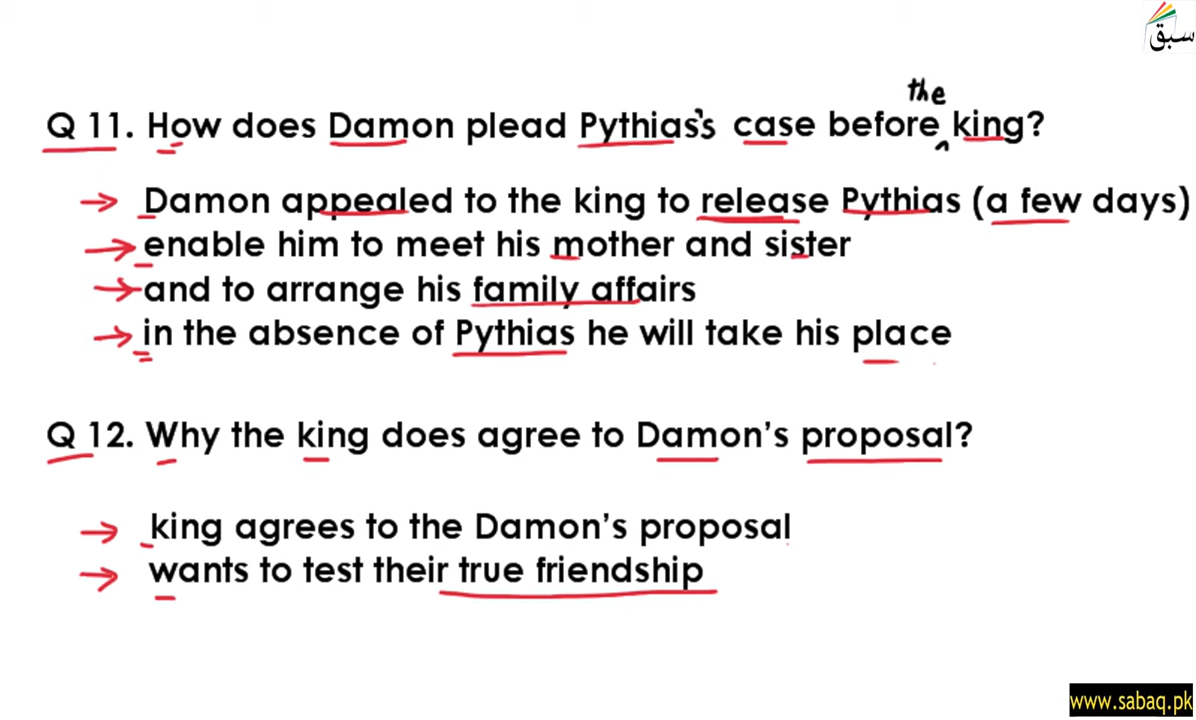 سبق
Q 11. How does Damon plead Pythias's case before the king?
→ Damon appealed to the king to release Pythias (a few days)
→ enable him to meet his mother and sister
→ and to arrange his family affairs
→ in the absence of Pythias he will take his place
Q 12. Why the king does agree to Damon's proposal?
→ king agrees to the Damon's proposal
→ wants to test their true friendship
www.sabaq.pk